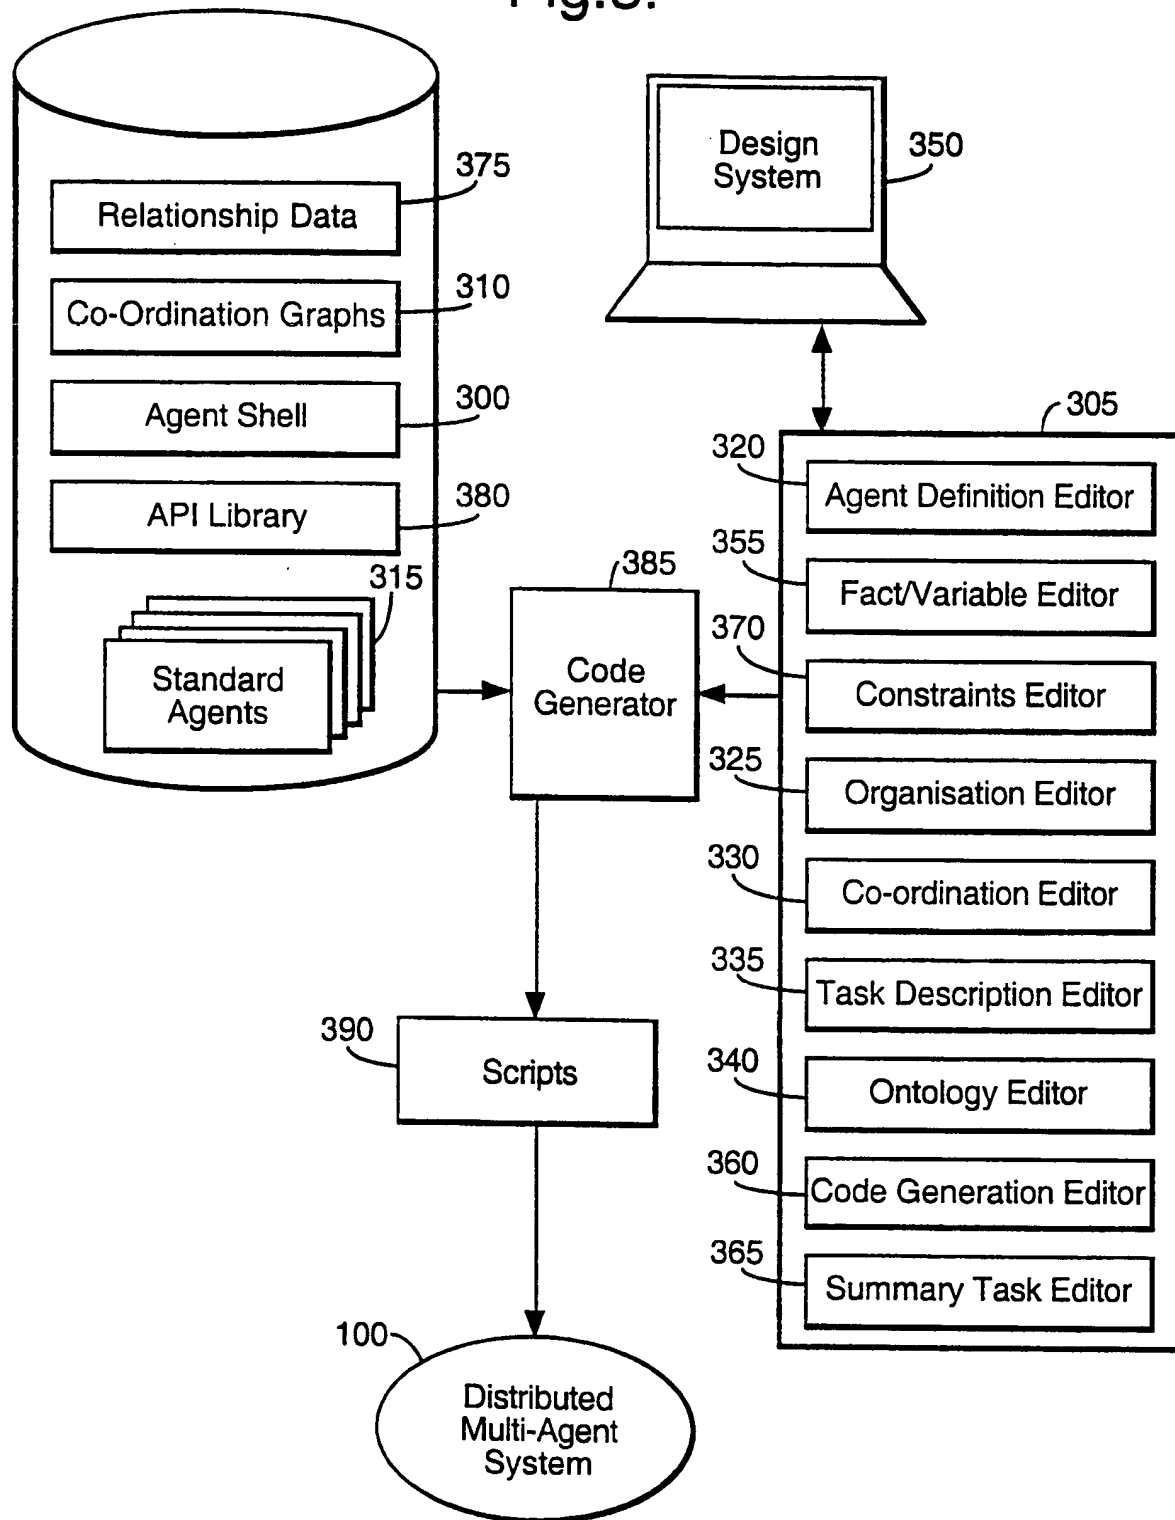 Fig.3.
375
Relationship Data
310
Co-Ordination Graphs
300
Agent Shell
380
API Library
315
Standard
Agents
Design
System
350
305
320
Agent Definition Editor
355
Fact/Variable Editor
370
Constraints Editor
325
Organisation Editor
330
Co-ordination Editor
335
Task Description Editor
340
Ontology Editor
360
Code Generation Editor
365
Summary Task Editor
385
Code
Generator
390
Scripts
100
Distributed
Multi-Agent
System